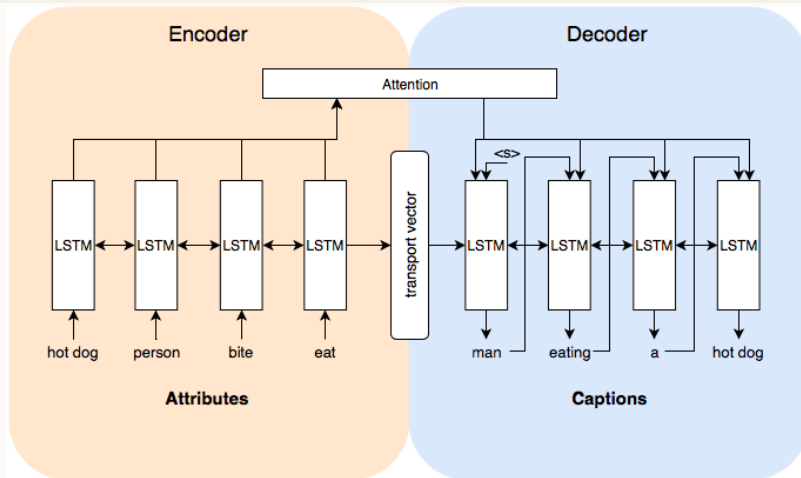 Encoder
Decoder
Attention
<S>
LSTM
LSTM
LSTM
LSTM
transport vector
LSTM
LSTM
LSTM
LSTM
hot dog
person
bite
eat
man
eating
a
hot dog
Attributes
Captions